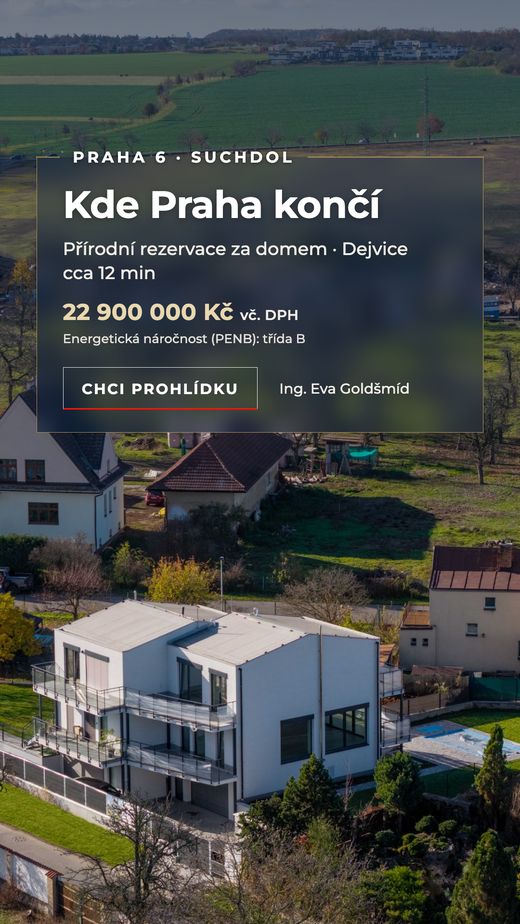 PRAHA 6 · SUCHDOL
Kde Praha končí
Přírodní rezervace za domem · Dejvice
cca 12 min
22 900 000 Kč vč. DPH
Energetická náročnost (PENB): třída B
CHCI PROHLÍDKU
Ing. Eva Goldšmíd